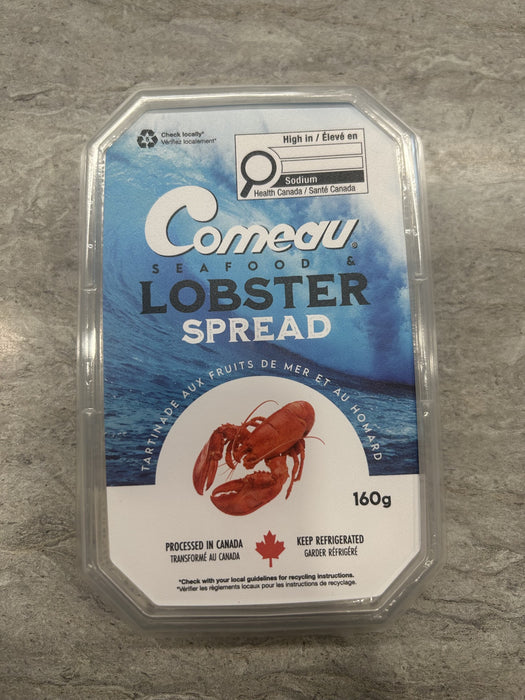 Check locally*
Vérifiez localement*
High in / Élevé en
Sodium
Health Canada / Santé Canada
Comeau®
SEAFOOD &
LOBSTER
SPREAD
TARTINADE AUX FRUITS DE MER ET AU HOMARD
160g
PROCESSED IN CANADA
TRANSFORMÉ AU CANADA
KEEP REFRIGERATED
GARDER RÉFRIGÉRÉ
*Check with your local guidelines for recycling instructions.
*Vérifier les règlements locaux pour les instructions de recyclage.